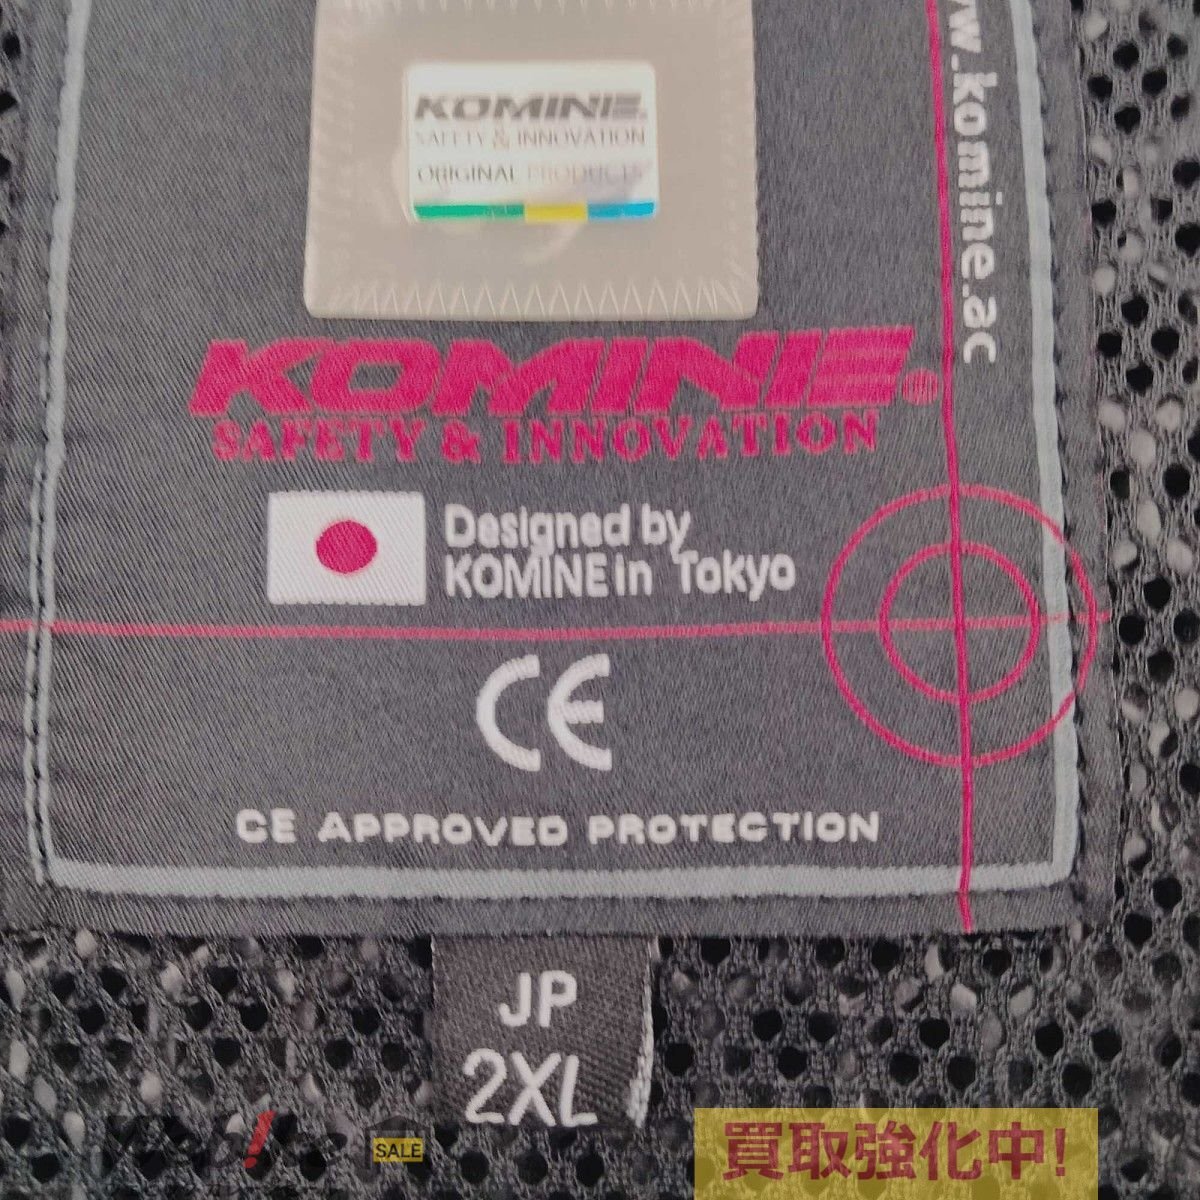 KOMINE
SAFETY & INNOVATION
ORIGINAL PRODUCTS
www.komine.ac
KOMINE
SAFETY & INNOVATION
Designed by
KOMINE in Tokyo
CE
CE APPROVED PROTECTION
JP
2XL
SALE
買取強化中!